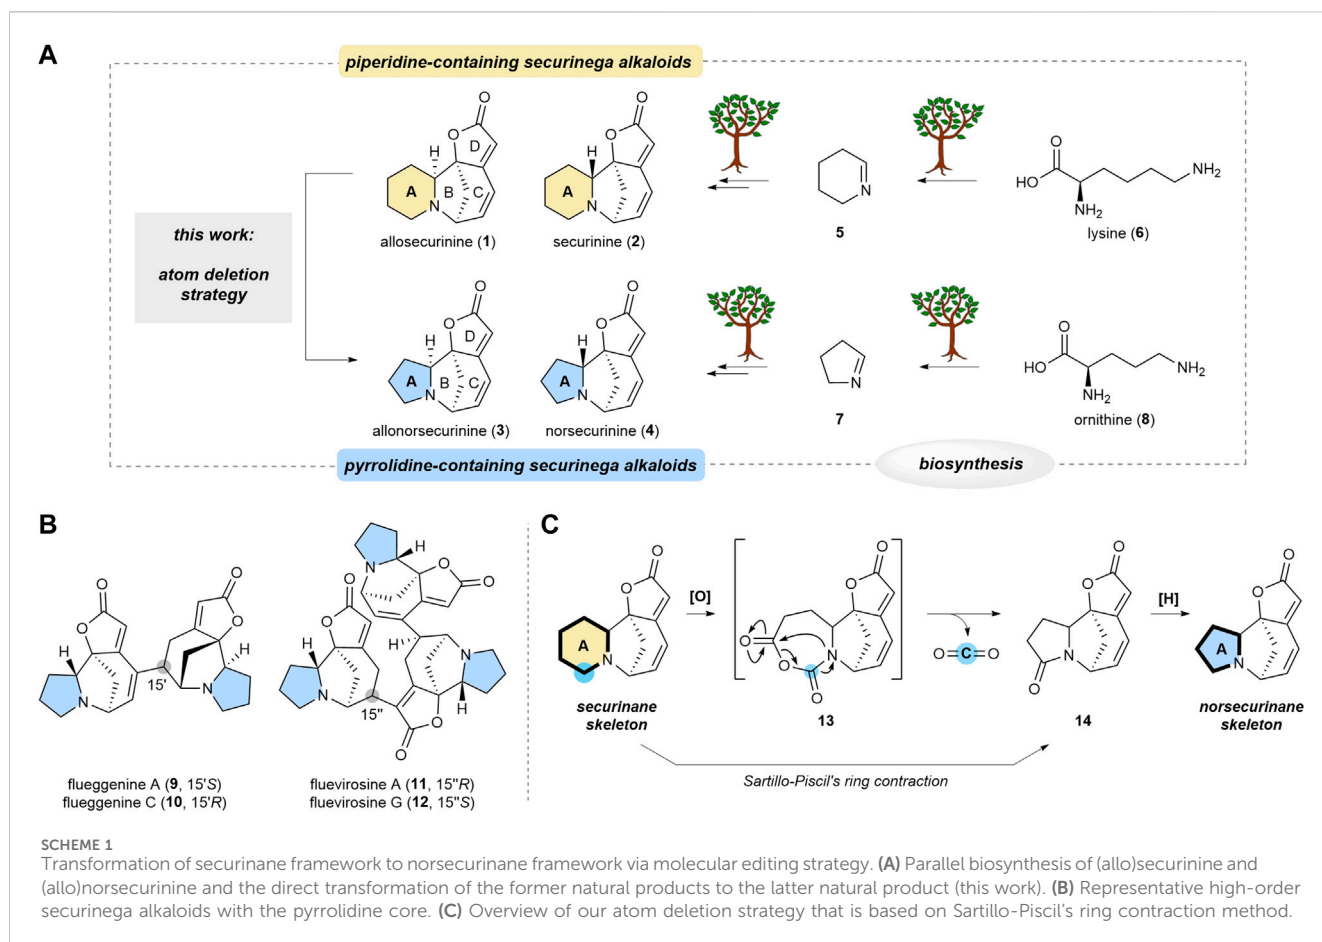 A
piperidine-containing securinega alkaloids
this work:
atom deletion
strategy
O
O
D
H
A
B
C
N
allosecurinine (1)
O
O
H
A
N
securinine (2)
N
5
O
HO
NH2
NH2
lysine (6)
O
O
D
H
A
B
C
N
allonorsecurinine (3)
O
O
H
A
N
norsecurinine (4)
N
7
O
HO
NH2
NH2
ornithine (8)
pyrrolidine-containing securinega alkaloids
biosynthesis
B
O
O
H
N
15'
O
O
H
N
flueggenine A (9, 15'S)
flueggenine C (10, 15'R)
H
N
O
O
O
O
H
N
15"
H
N
H
O
O
fluevirosine A (11, 15"R)
fluevirosine G (12, 15"S)
C
O
O
A
N
securinane
skeleton
[O]
O
O
O
O
N
O
13
O=C=O
O
O
N
O
14
[H]
O
O
A
N
norsecurinane
skeleton
Sartillo-Piscil's ring contraction
SCHEME 1
Transformation of securinane framework to norsecurinane framework via molecular editing strategy. (A) Parallel biosynthesis of (allo)securinine and
(allo)norsecurinine and the direct transformation of the former natural products to the latter natural product (this work). (B) Representative high-order
securinega alkaloids with the pyrrolidine core. (C) Overview of our atom deletion strategy that is based on Sartillo-Piscil's ring contraction method.